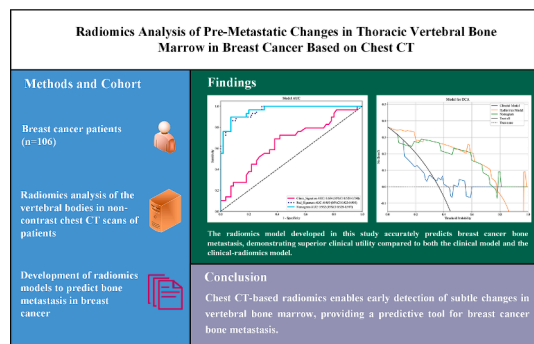 Radiomics Analysis of Pre-Metastatic Changes in Thoracic Vertebral Bone
Marrow in Breast Cancer Based on Chest CT
Methods and Cohort
Breast cancer patients
(n=106)
Radiomics analysis of the
vertebral bodies in non-
contrast chest CT scans of
patients
Development of radiomics
models to predict bone
metastasis in breast
cancer
Findings
Model AUC
Model for DCA
The radiomics model developed in this study accurately predicts breast cancer bone
metastasis, demonstrating superior clinical utility compared to both the clinical model and the
clinical-radiomics model.
Conclusion
Chest CT-based radiomics enables early detection of subtle changes in
vertebral bone marrow, providing a predictive tool for breast cancer
bone metastasis.